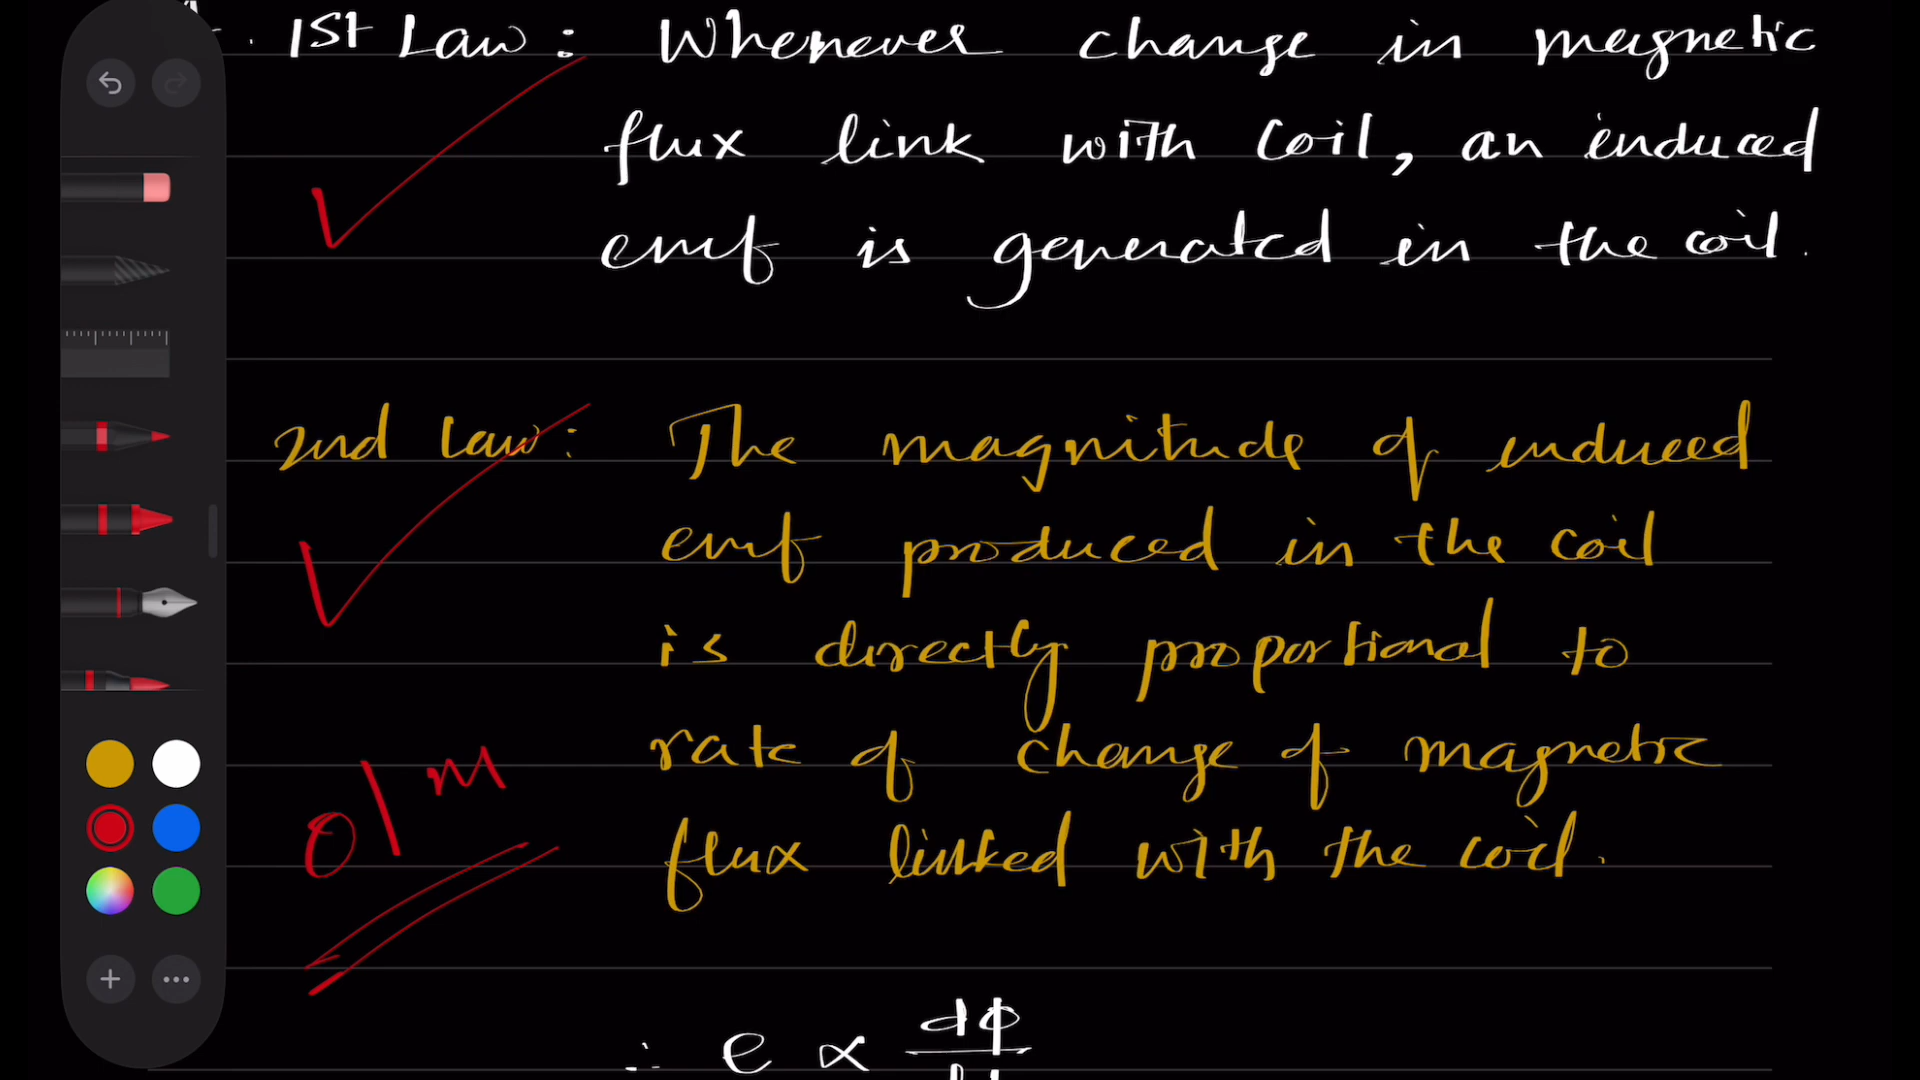 1st Law : Whenever change in magnetic
flux link with coil, an induced
emf is generated in the coil.
2nd law : The magnitude of induced
emf produced in the coil
is directly proportional to
rate of change of magnetic
flux linked with the coil.
01 M
∴ e ∝ dϕ